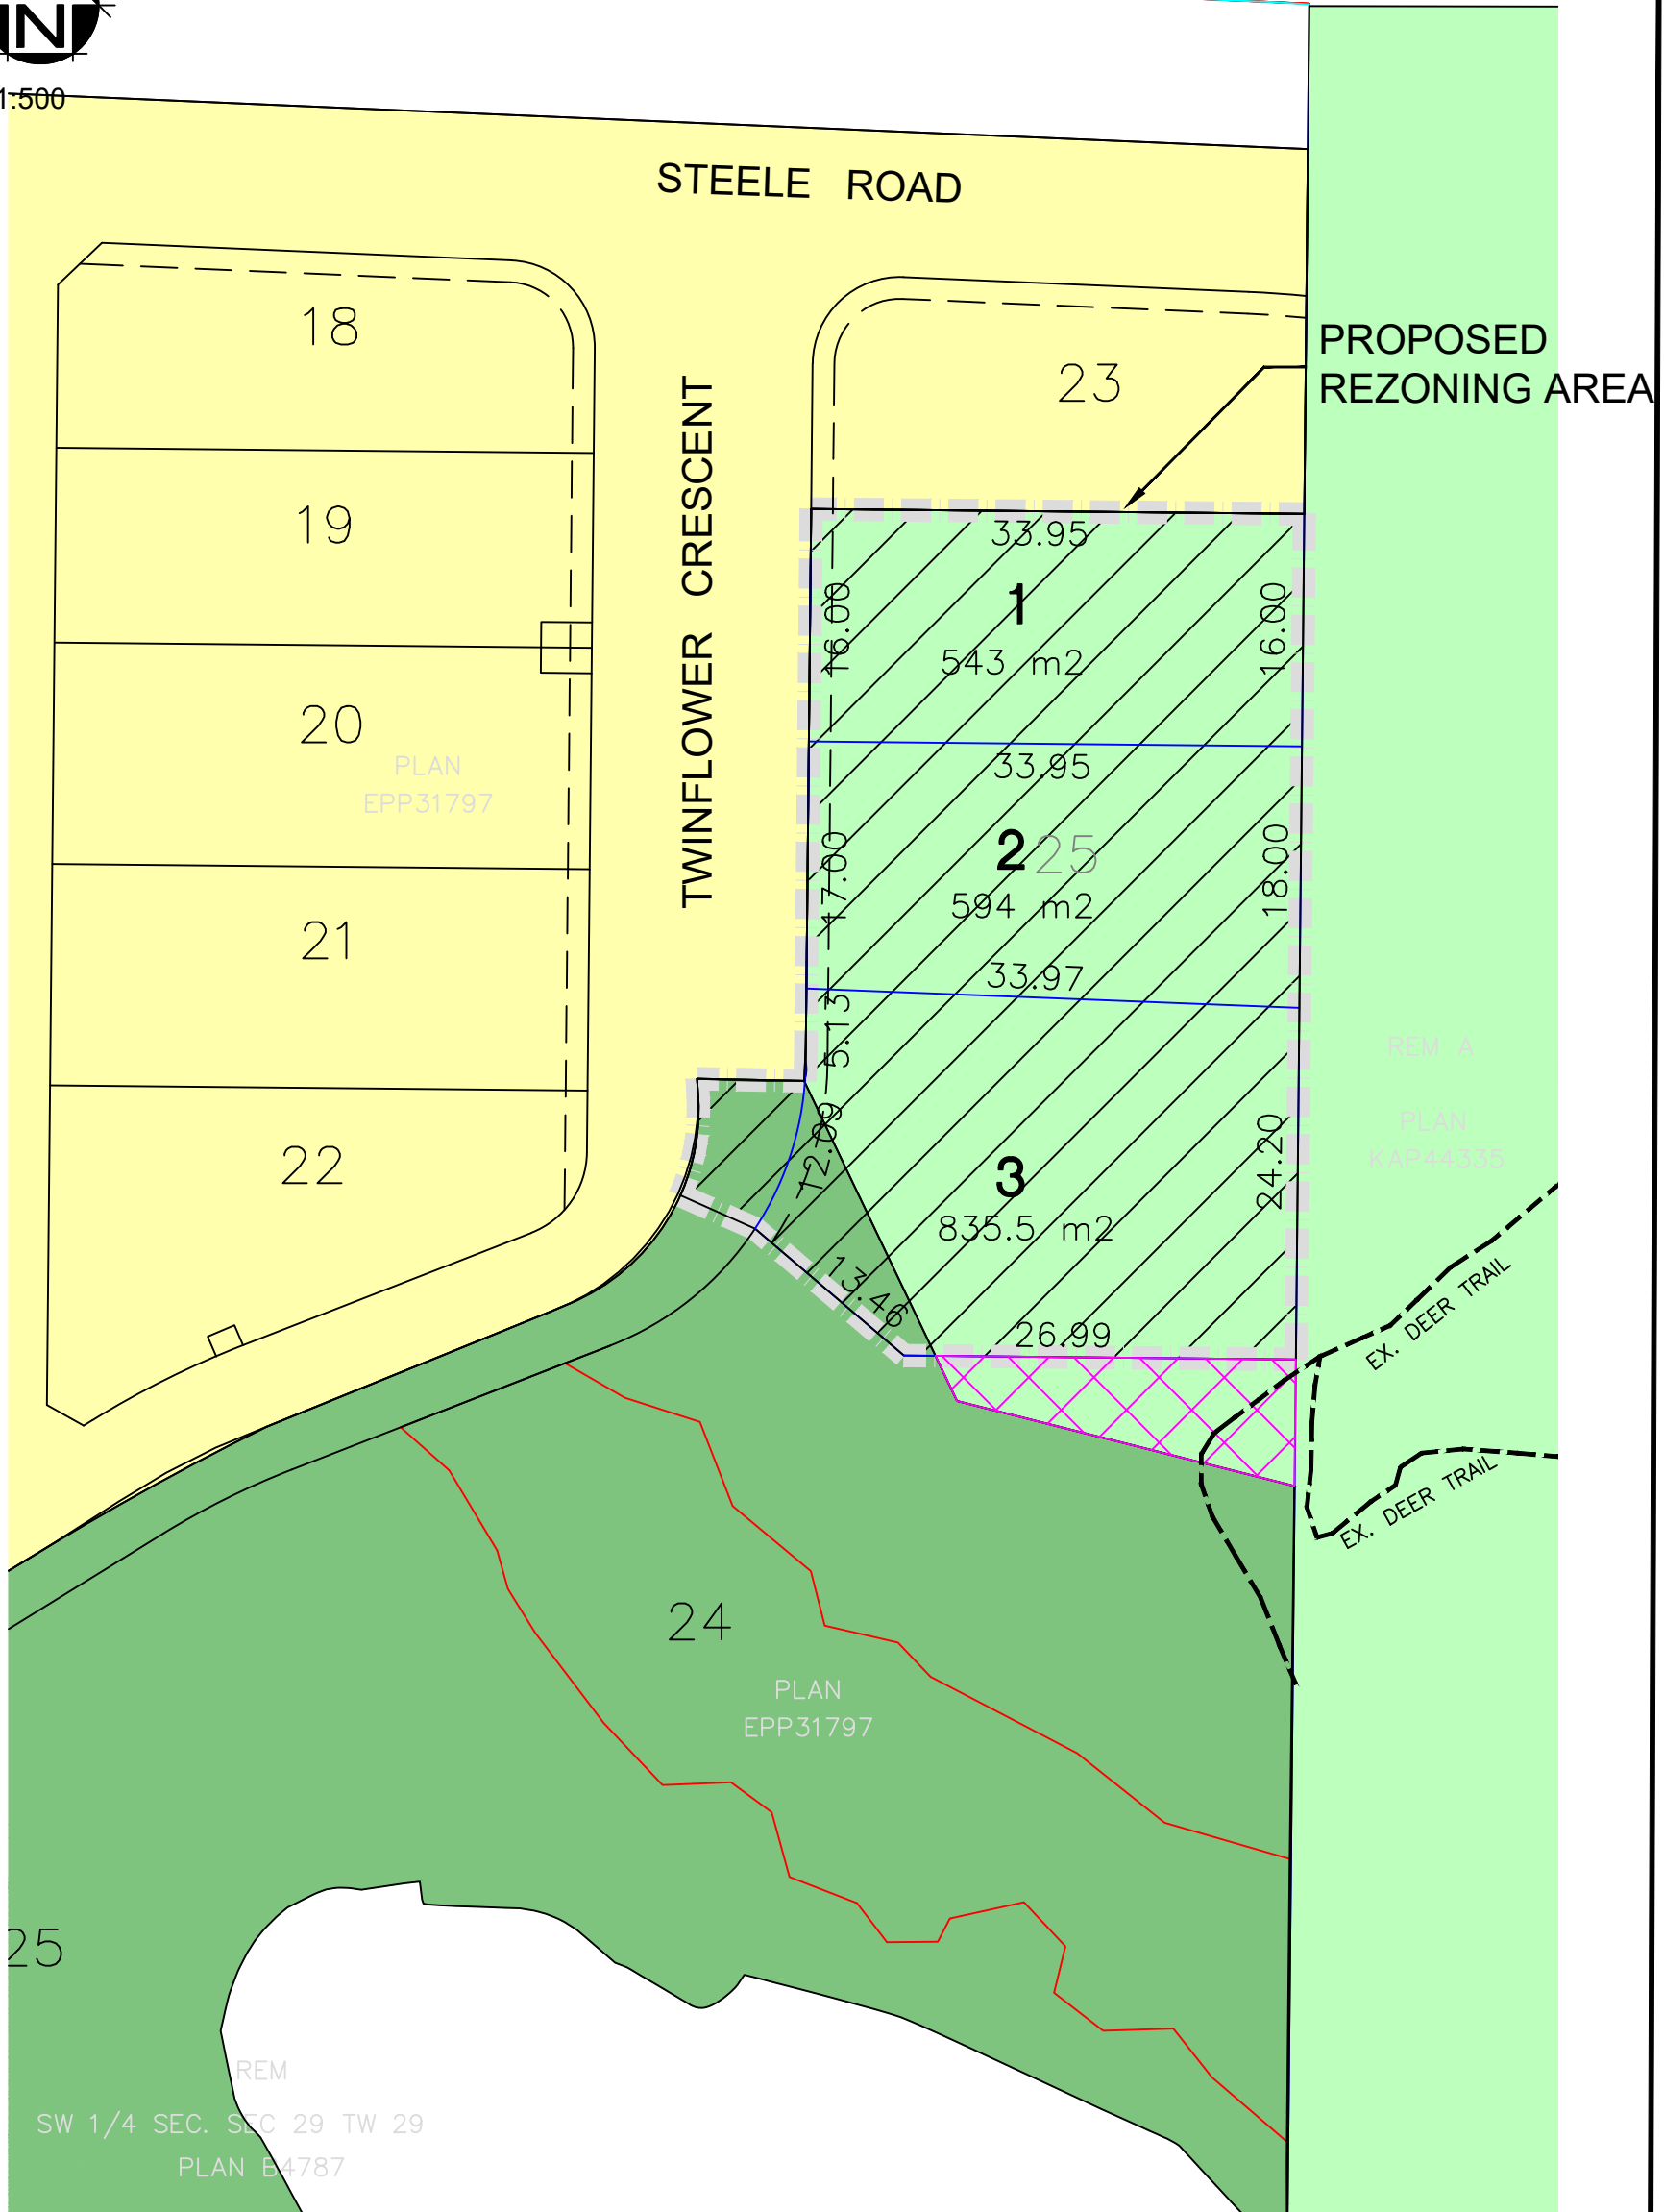 N
1:500
STEELE ROAD
18
23
PROPOSED
REZONING AREA
TWINFLOWER CRESCENT
19
33.95
1
16.00
16.00
543 m2
20
PLAN
EPP31797
33.95
2
25
17.00
18.00
594 m2
21
33.97
5.13
REM A
PLAN
KAP44335
22
12.09
3
24.20
835.5 m2
13.46
26.99
EX. DEER TRAIL
EX. DEER TRAIL
24
PLAN
EPP31797
25
REM
SW 1/4 SEC. SEC 29 TW 29
PLAN B4787